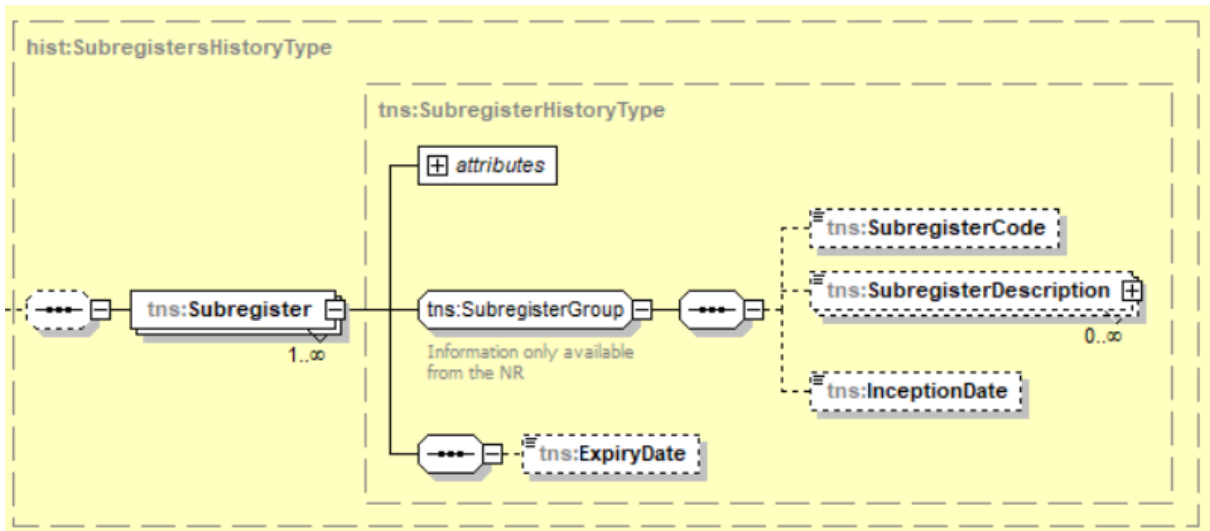 hist:SubregistersHistoryType
tns:SubregisterHistoryType
attributes
tns:SubregisterCode
tns:SubregisterDescription
0..∞
tns:Subregister
1..∞
tns:SubregisterGroup
Information only available
from the NR
tns:InceptionDate
tns:ExpiryDate